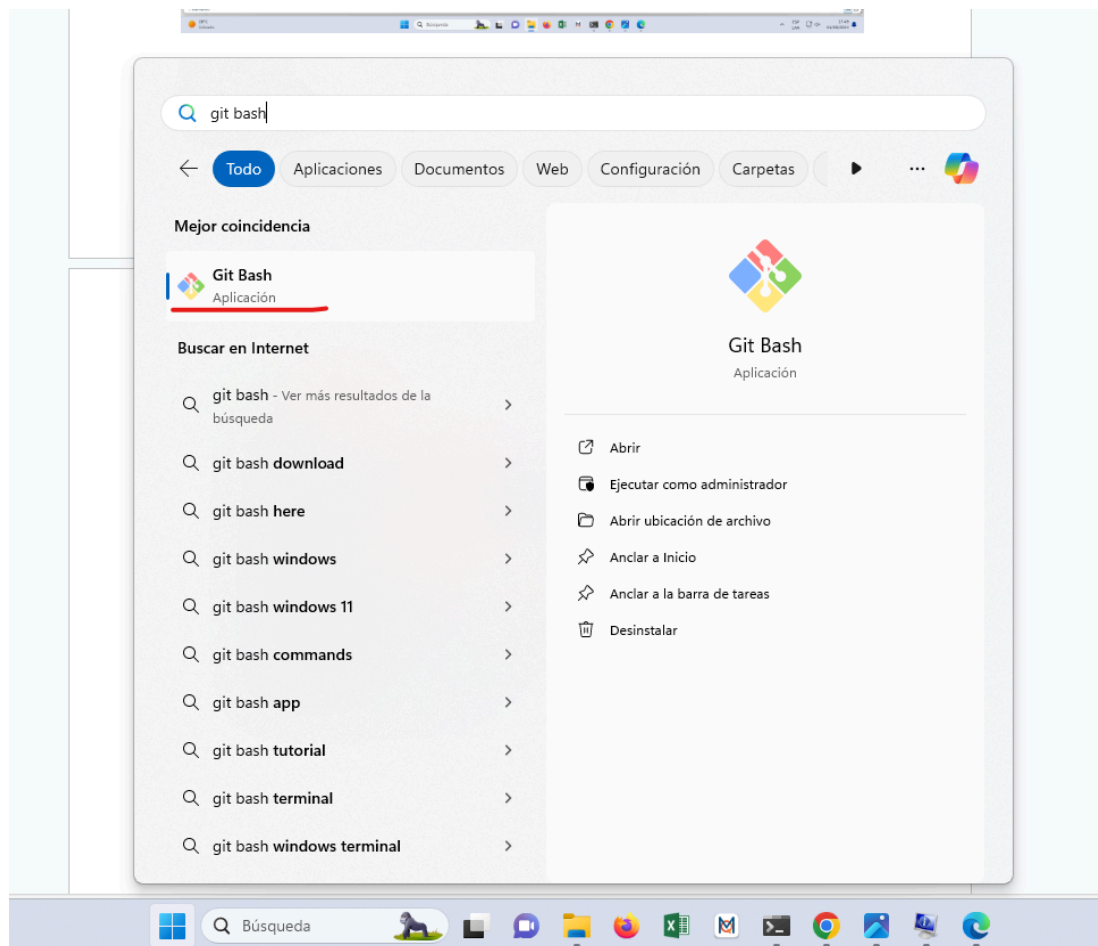 Búsqueda
git bash
Todo
Aplicaciones
Documentos
Web
Configuración
Carpetas
...
Mejor coincidencia
Git Bash
Aplicación
Buscar en Internet
git bash - Ver más resultados de la
búsqueda
git bash download
git bash here
git bash windows
git bash windows 11
git bash commands
git bash app
git bash tutorial
git bash terminal
git bash windows terminal
Git Bash
Aplicación
Abrir
Ejecutar como administrador
Abrir ubicación de archivo
Anclar a Inicio
Anclar a la barra de tareas
Desinstalar
Búsqueda